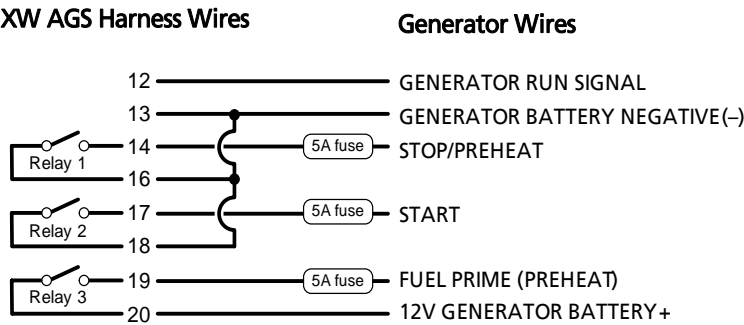 XW AGS Harness Wires
Generator Wires
12 GENERATOR RUN SIGNAL
13 GENERATOR BATTERY NEGATIVE(–)
14 5A fuse STOP/PREHEAT
Relay 1
16
17 5A fuse START
Relay 2
18
19 5A fuse FUEL PRIME (PREHEAT)
Relay 3
20 12V GENERATOR BATTERY+